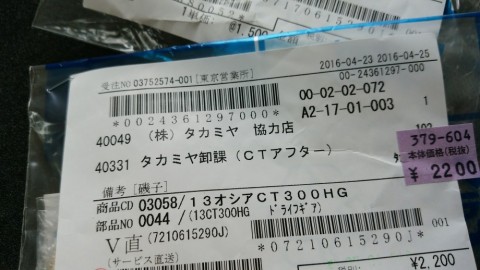 ¥1,500
*07210615290J*
受注NO 03752574-001 [東京営業所]
2016-04-23 2016-04-25
00-24361297-000
*0024361297000*
00-02-02-072
A2-17-01-003
1
40049 (株) タカミヤ 協力店
102
40331 タカミヤ卸課 (CTアフター)
379-604
本体価格(税抜)
¥2200
備考 [磯子]
商品CD 03058/13オシアCT300HG
部品NO 0044/(13CT300HG ドライブギア)
V直 (7210615290J)
001
(サービス直送)
*07210615290J*
¥2,200